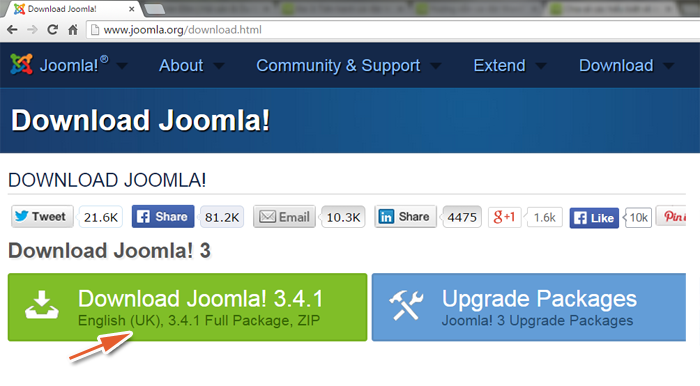 Download Joomla!
www.joomla.org/download.html
Joomla!® About Community & Support Extend Download
Download Joomla!
DOWNLOAD JOOMLA!
Tweet 21.6K Share 81.2K Email 10.3K Share 4475 g+1 1.6k Like 10k Pin i
Download Joomla! 3
Download Joomla! 3.4.1 Upgrade Packages
English (UK), 3.4.1 Full Package, ZIP Joomla! 3 Upgrade Packages